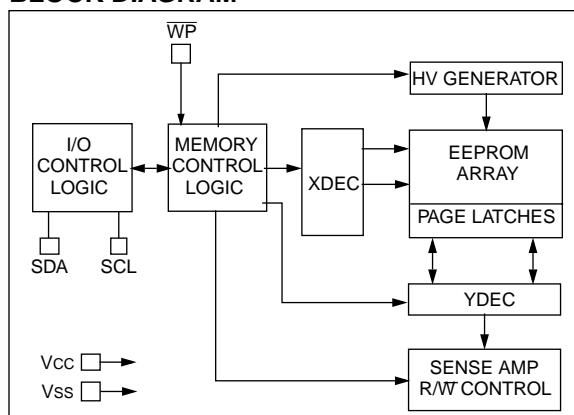 BLOCK DIAGRAM
WP
HV GENERATOR
I/O
CONTROL
LOGIC
MEMORY
CONTROL
LOGIC
XDEC
EEPROM
ARRAY
PAGE LATCHES
SDA
SCL
YDEC
VCC
VSS
SENSE AMP
R/W CONTROL